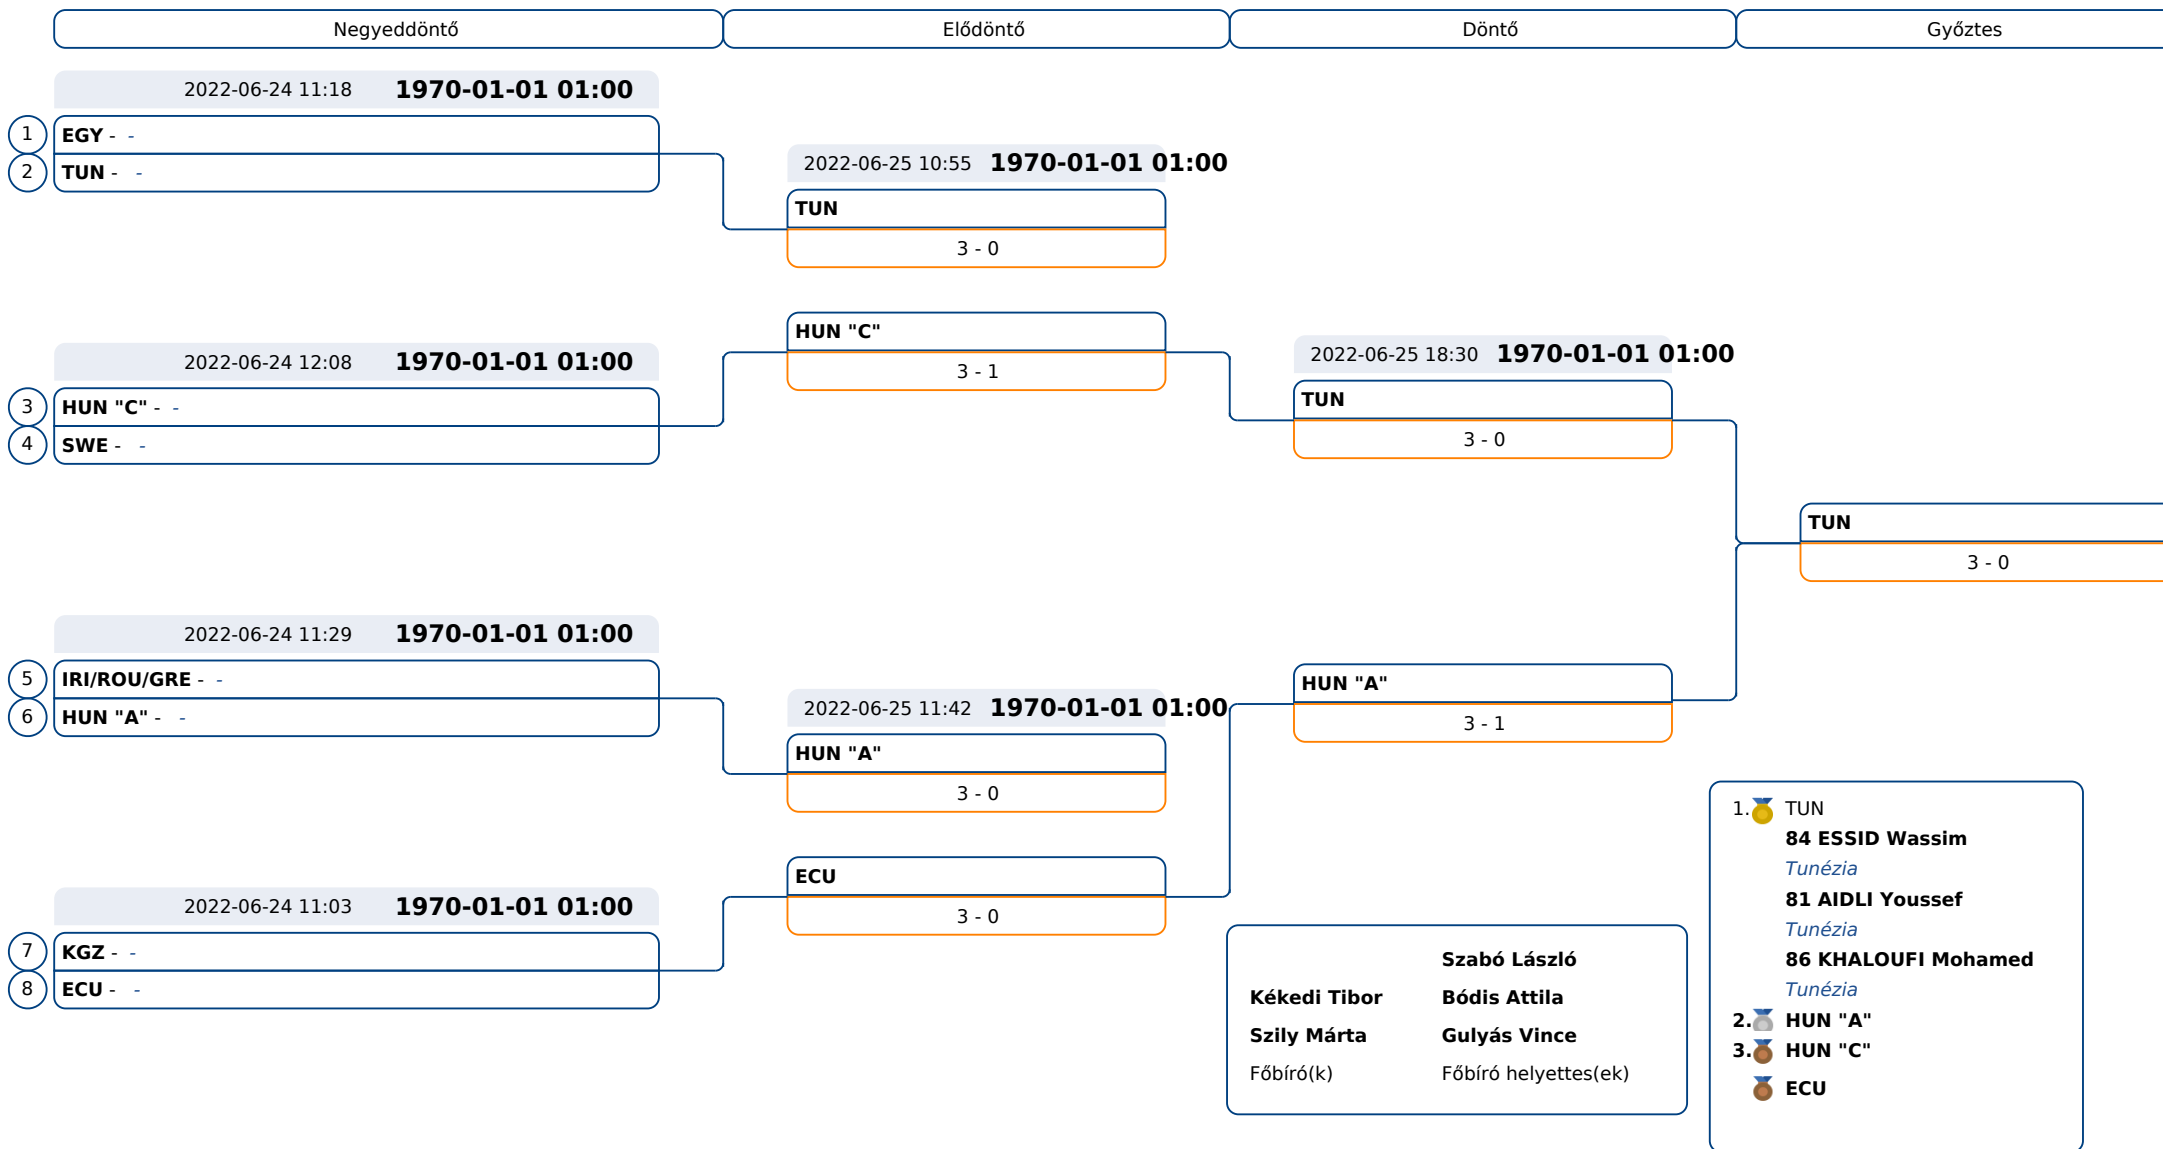 Negyeddöntő
Elődöntő
Döntő
Győztes
2022-06-24 11:18 1970-01-01 01:00
1 EGY - -
2 TUN - -
2022-06-25 10:55 1970-01-01 01:00
TUN
3 - 0
HUN "C"
3 - 1
2022-06-24 12:08 1970-01-01 01:00
3 HUN "C" - -
4 SWE - -
2022-06-25 18:30 1970-01-01 01:00
TUN
3 - 0
TUN
3 - 0
2022-06-24 11:29 1970-01-01 01:00
5 IRI/ROU/GRE - -
6 HUN "A" - -
2022-06-25 11:42 1970-01-01 01:00
HUN "A"
3 - 0
HUN "A"
3 - 1
ECU
3 - 0
2022-06-24 11:03 1970-01-01 01:00
7 KGZ - -
8 ECU - -
Szabó László
Kékedi Tibor Bódis Attila
Szily Márta Gulyás Vince
Főbíró(k) Főbíró helyettes(ek)
1. TUN
84 ESSID Wassim
Tunézia
81 AIDLI Youssef
Tunézia
86 KHALOUFI Mohamed
Tunézia
2. HUN "A"
3. HUN "C"
ECU